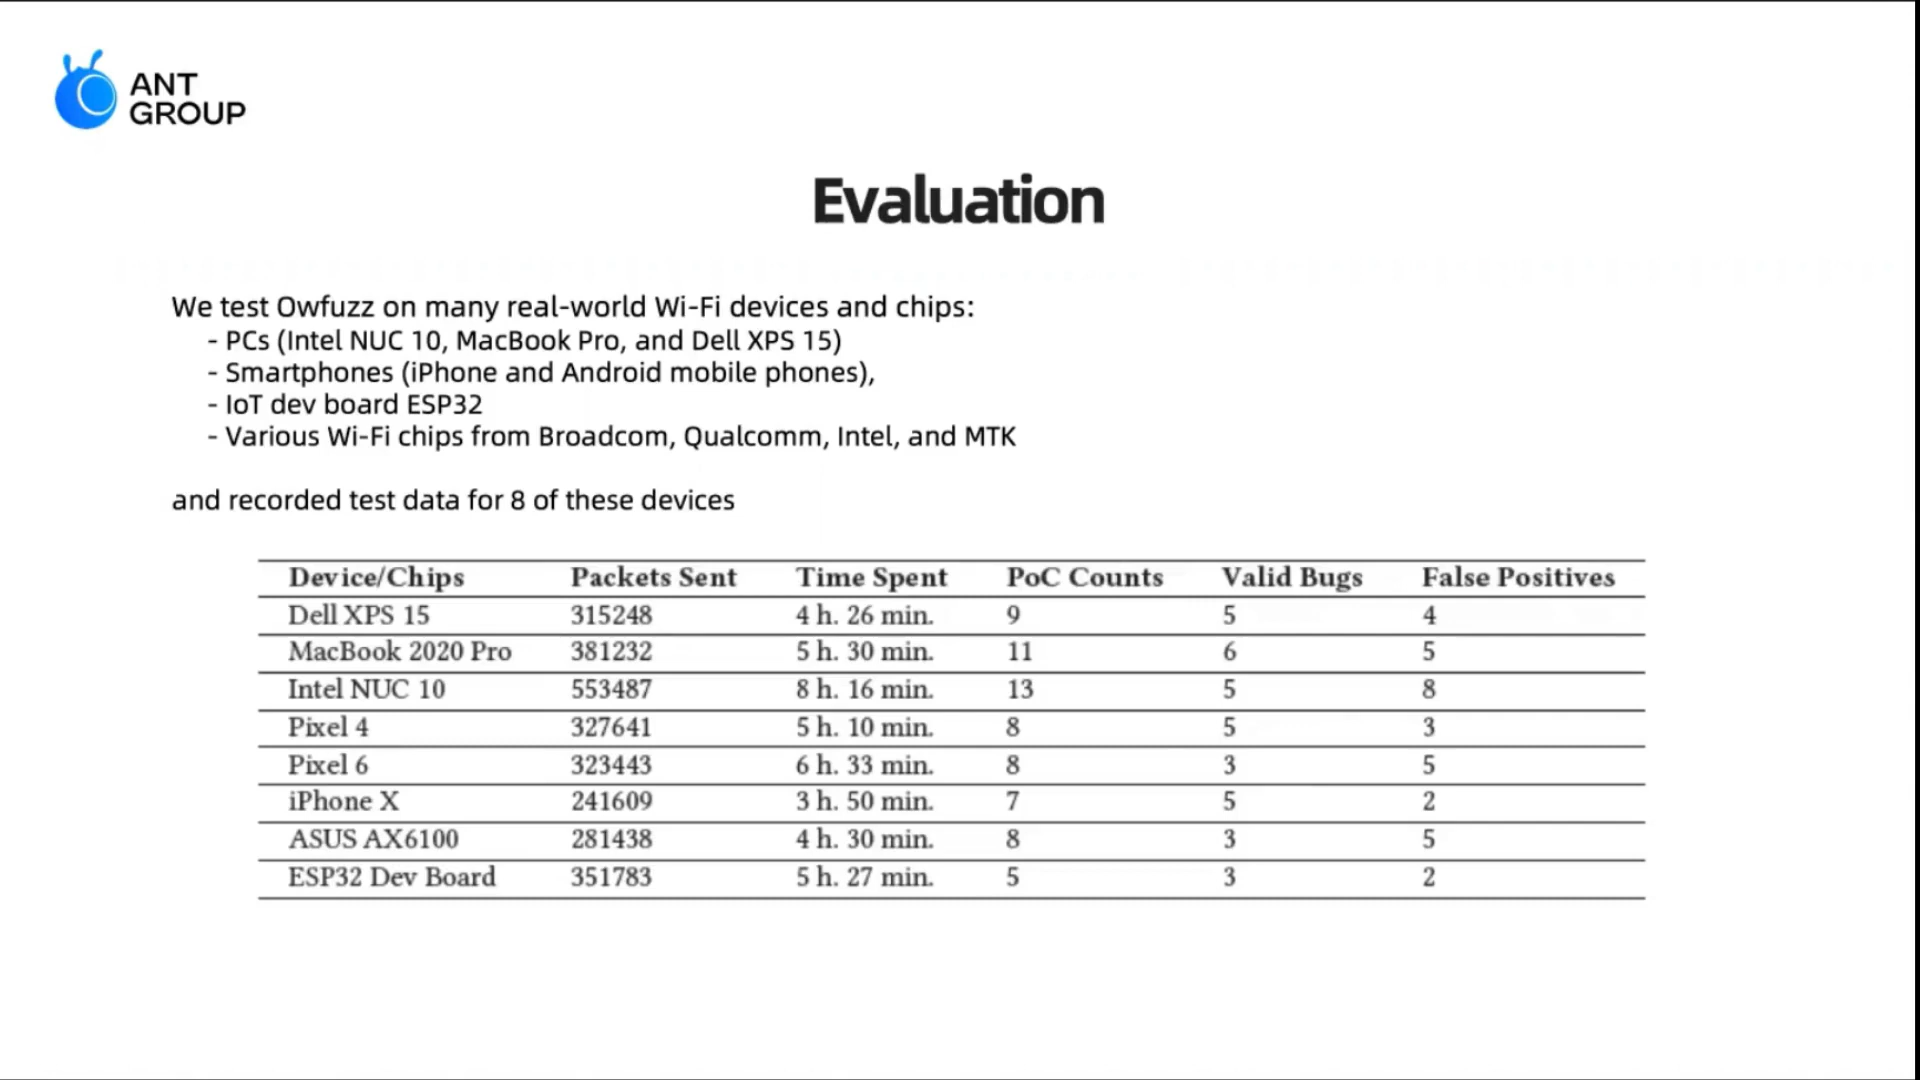 ANT
GROUP
Evaluation
We test Owfuzz on many real-world Wi-Fi devices and chips:
- PCs (Intel NUC 10, MacBook Pro, and Dell XPS 15)
- Smartphones (iPhone and Android mobile phones),
- IoT dev board ESP32
- Various Wi-Fi chips from Broadcom, Qualcomm, Intel, and MTK
and recorded test data for 8 of these devices
Device/Chips Packets Sent Time Spent PoC Counts Valid Bugs False Positives
Dell XPS 15 315248 4 h. 26 min. 9 5 4
MacBook 2020 Pro 381232 5 h. 30 min. 11 6 5
Intel NUC 10 553487 8 h. 16 min. 13 5 8
Pixel 4 327641 5 h. 10 min. 8 5 3
Pixel 6 323443 6 h. 33 min. 8 3 5
iPhone X 241609 3 h. 50 min. 7 5 2
ASUS AX6100 281438 4 h. 30 min. 8 3 5
ESP32 Dev Board 351783 5 h. 27 min. 5 3 2